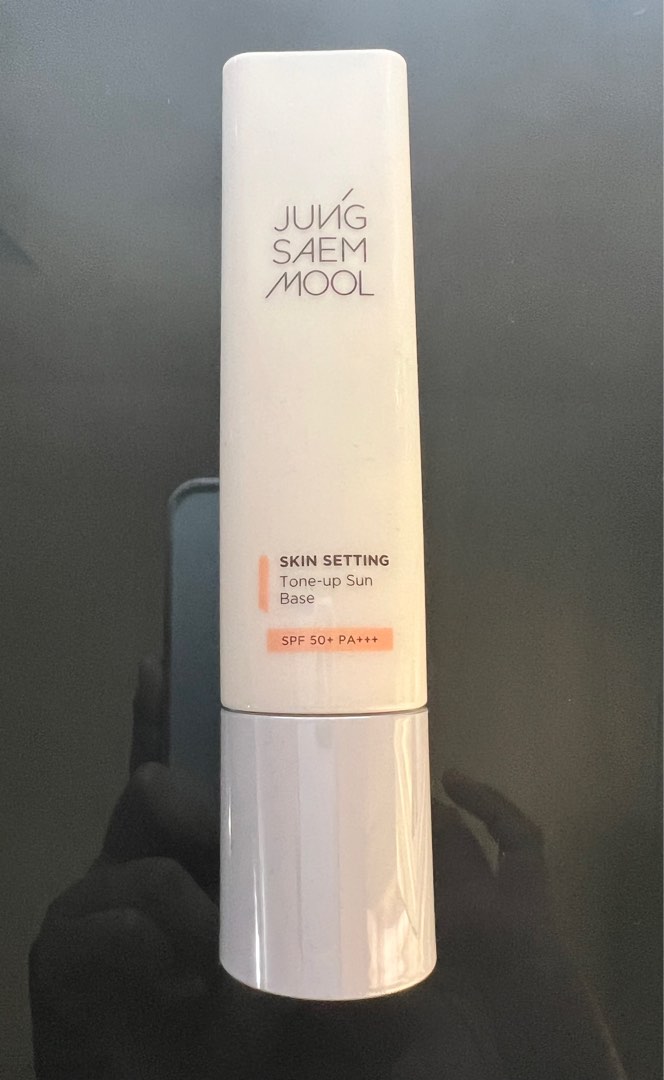 JUNG
SAEM
MOOL
SKIN SETTING
Tone-up Sun
Base
SPF 50+ PA+++